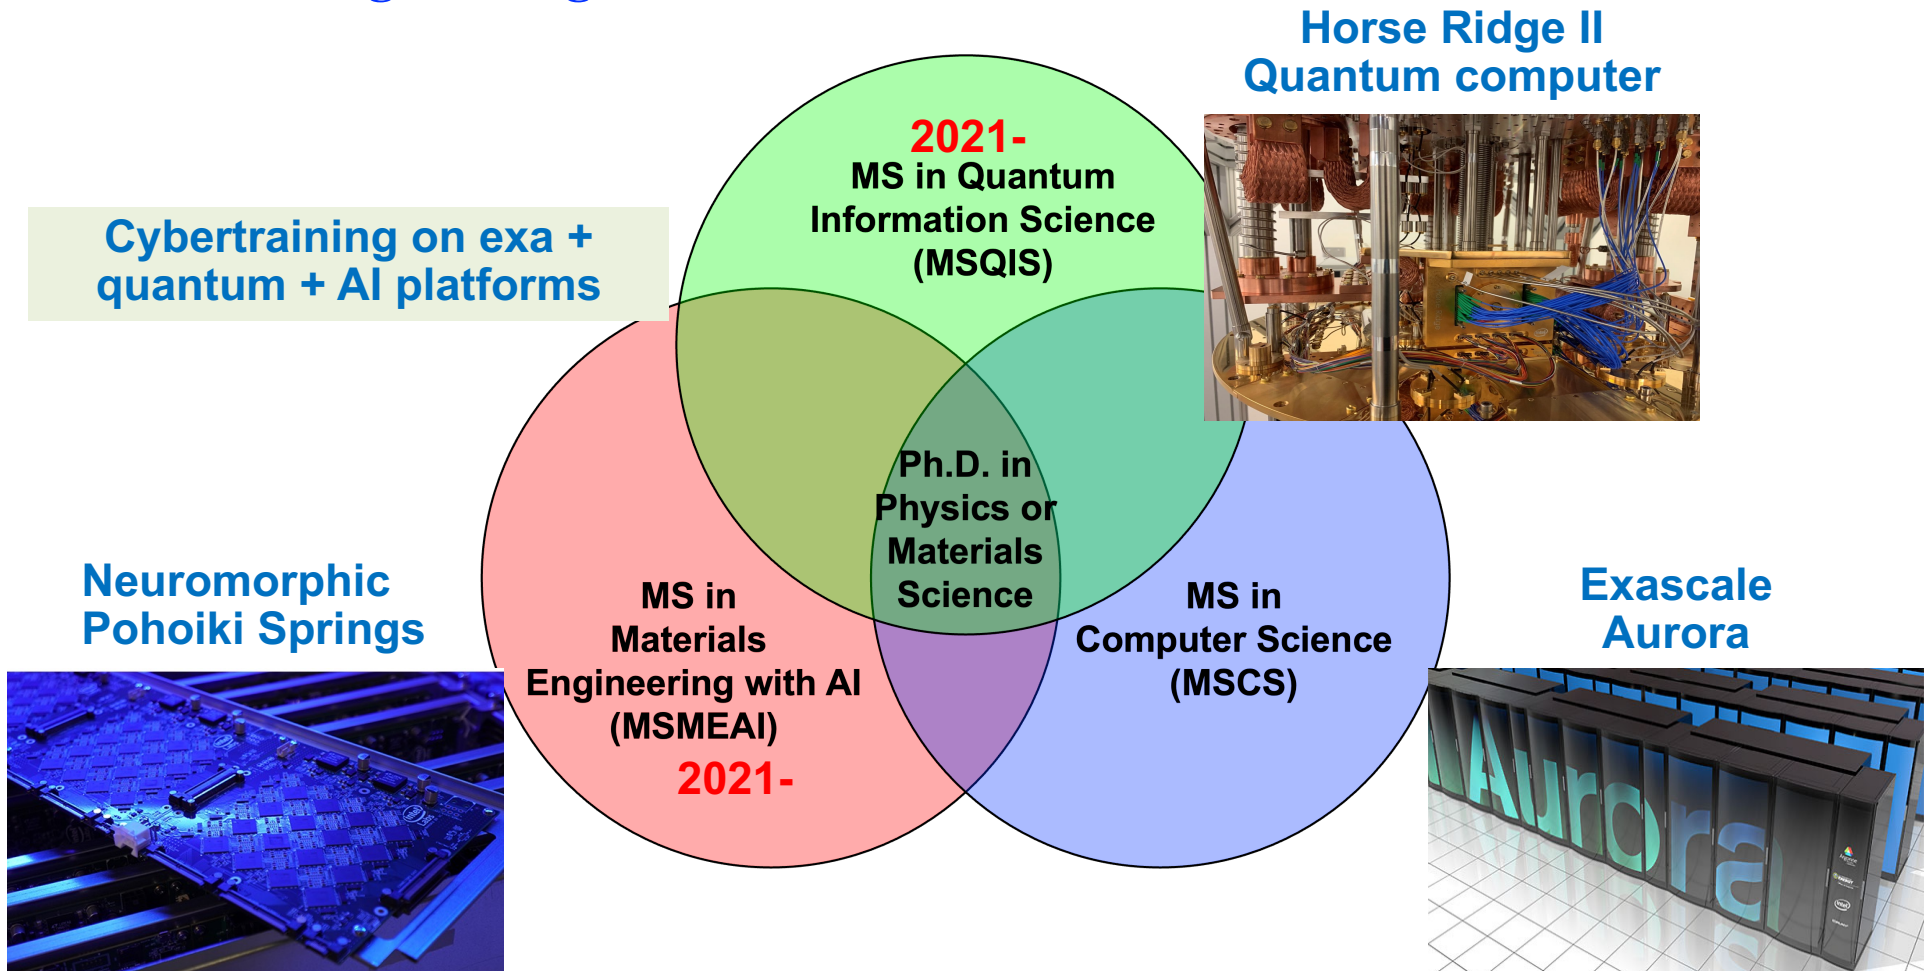 Horse Ridge II
Quantum computer
2021-
MS in Quantum
Information Science
(MSQIS)
Cybertraining on exa +
quantum + AI platforms
Ph.D. in
Physics or
Materials
Science
Neuromorphic
Pohoiki Springs
MS in
Materials
Engineering with AI
(MSMEAI)
2021-
MS in
Computer Science
(MSCS)
Exascale
Aurora
Aurora
intel